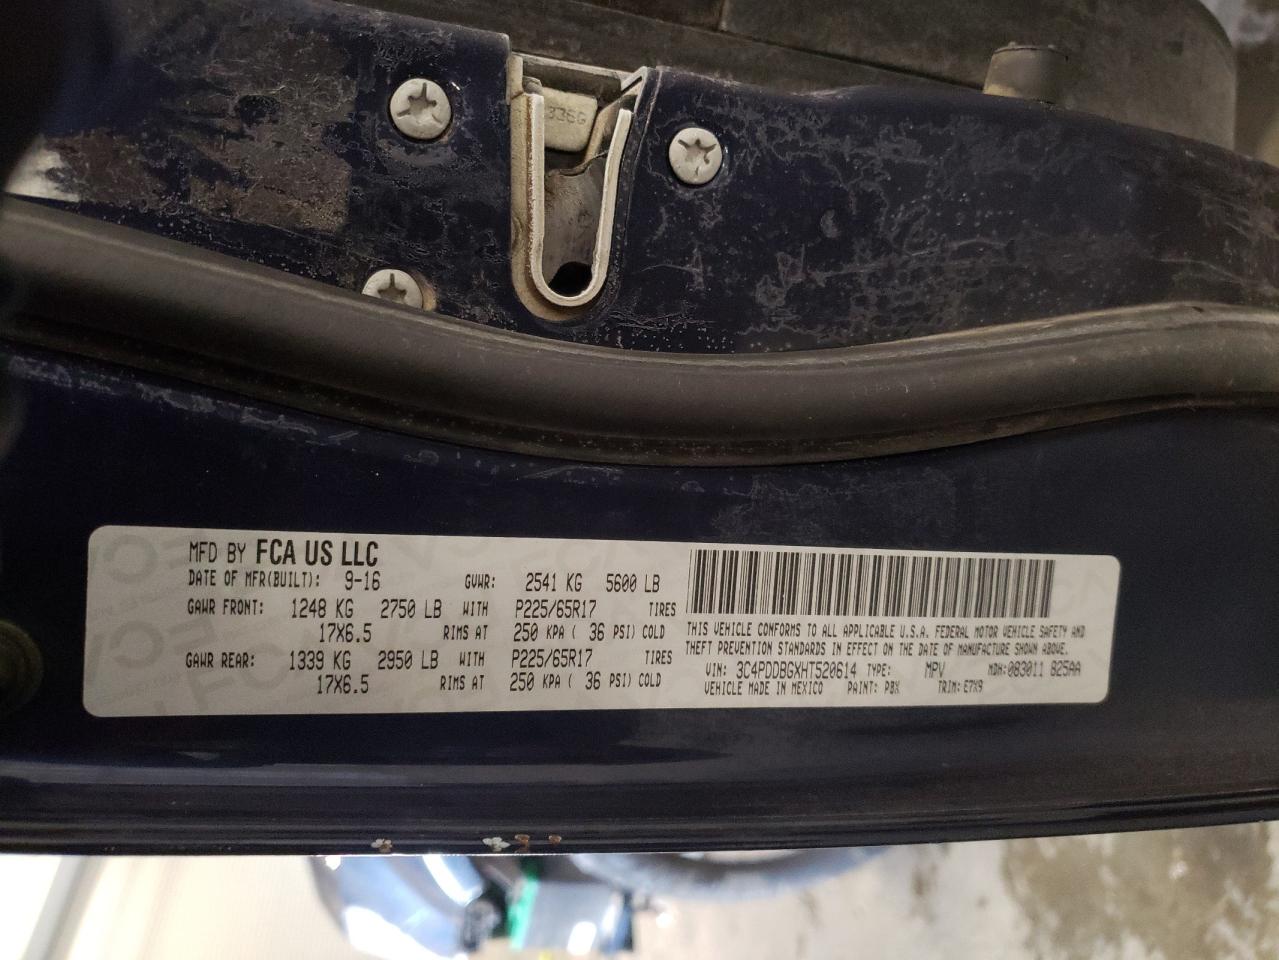 336G
MFD BY FCA US LLC
DATE OF MFR(BUILT): 9-16 GVWR: 2541 KG 5600 LB
GAWR FRONT: 1248 KG 2750 LB WITH P225/65R17 TIRES
17X6.5 RIMS AT 250 KPA ( 36 PSI) COLD
GAWR REAR: 1339 KG 2950 LB WITH P225/65R17 TIRES
17X6.5 RIMS AT 250 KPA ( 36 PSI) COLD
THIS VEHICLE CONFORMS TO ALL APPLICABLE U.S.A. FEDERAL MOTOR VEHICLE SAFETY AND
THEFT PREVENTION STANDARDS IN EFFECT ON THE DATE OF MANUFACTURE SHOWN ABOVE.
VIN: 3C4PDDBGXHT520614 TYPE: MPV MDH:083011 825AA
VEHICLE MADE IN MEXICO PAINT: PBX TRIM: E7X9